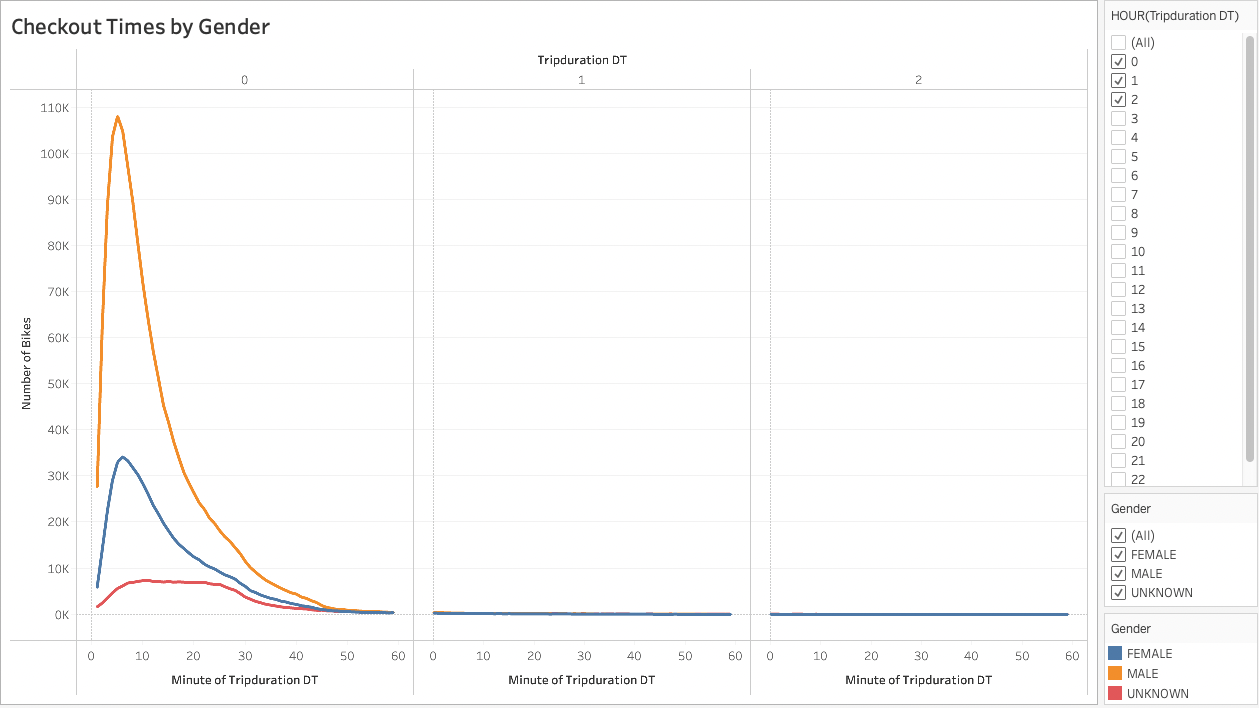 Checkout Times by Gender
Tripduration DT
0 1 2
110K
100K
90K
80K
70K
60K
50K
40K
30K
20K
10K
0K
Number of Bikes
0 10 20 30 40 50 60 0 10 20 30 40 50 60 0 10 20 30 40 50 60
Minute of Tripduration DT Minute of Tripduration DT Minute of Tripduration DT
HOUR(Tripduration DT)
(All)
0
1
2
3
4
5
6
7
8
9
10
11
12
13
14
15
16
17
18
19
20
21
22
Gender
(All)
FEMALE
MALE
UNKNOWN
Gender
FEMALE
MALE
UNKNOWN